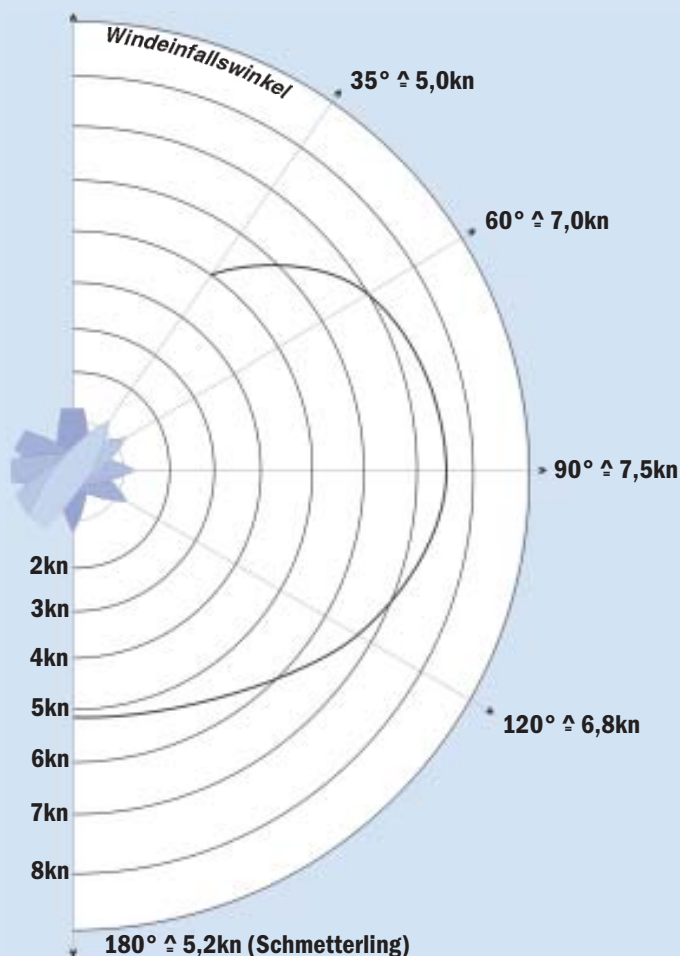 Windeinfallswinkel
35° ≙ 5,0kn
60° ≙ 7,0kn
90° ≙ 7,5kn
120° ≙ 6,8kn
2kn
3kn
4kn
5kn
6kn
7kn
8kn
180° ≙ 5,2kn (Schmetterling)